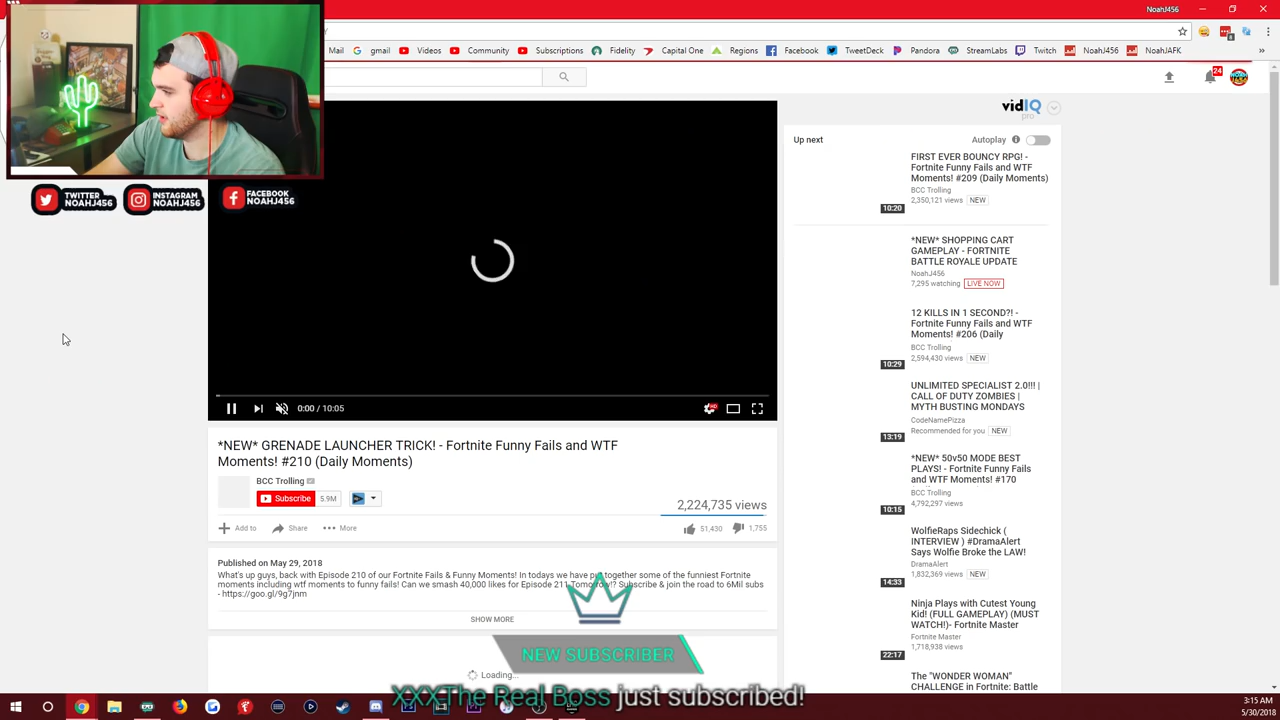 NoahJ456
Mail gmail Videos Community Subscriptions Fidelity Capital One Regions Facebook TweetDeck Pandora StreamLabs Twitch NoahJ456 NoahJAFK »
24
TWITTER
NOAHJ456
INSTAGRAM
NOAHJ456
FACEBOOK
NOAHJ456
0:00 / 10:05
*NEW* GRENADE LAUNCHER TRICK! - Fortnite Funny Fails and WTF
Moments! #210 (Daily Moments)
BCC Trolling
Subscribe 5.9M
2,224,735 views
Add to Share More
51,430 1,755
Published on May 29, 2018
What's up guys, back with Episode 210 of our Fortnite Fails & Funny Moments! In todays we have put together some of the funniest Fortnite
moments including wtf moments to funny fails! Can we smash 40,000 likes for Episode 211 Tomorrow!? Subscribe & join the road to 6Mil subs
- https://goo.gl/9g7jnm
SHOW MORE
NEW SUBSCRIBER
Loading...
XXXThe Real Boss just subscribed!
vidIQ
pro
Up next
Autoplay
FIRST EVER BOUNCY RPG! -
Fortnite Funny Fails and WTF
Moments! #209 (Daily Moments)
BCC Trolling
2,350,121 views NEW
10:20
*NEW* SHOPPING CART
GAMEPLAY - FORTNITE
BATTLE ROYALE UPDATE
NoahJ456
7,295 watching LIVE NOW
12 KILLS IN 1 SECOND?! -
Fortnite Funny Fails and WTF
Moments! #206 (Daily
BCC Trolling
2,594,430 views NEW
10:29
UNLIMITED SPECIALIST 2.0!!! |
CALL OF DUTY ZOMBIES |
MYTH BUSTING MONDAYS
CodeNamePizza
Recommended for you NEW
13:19
*NEW* 50v50 MODE BEST
PLAYS! - Fortnite Funny Fails
and WTF Moments! #170
BCC Trolling
4,792,297 views
10:15
WolfieRaps Sidechick (
INTERVIEW ) #DramaAlert
Says Wolfie Broke the LAW!
DramaAlert
1,832,369 views NEW
14:33
Ninja Plays with Cutest Young
Kid! (FULL GAMEPLAY) (MUST
WATCH!)- Fortnite Master
Fortnite Master
1,718,938 views
22:17
The "WONDER WOMAN"
CHALLENGE in Fortnite: Battle
3:15 AM
5/30/2018